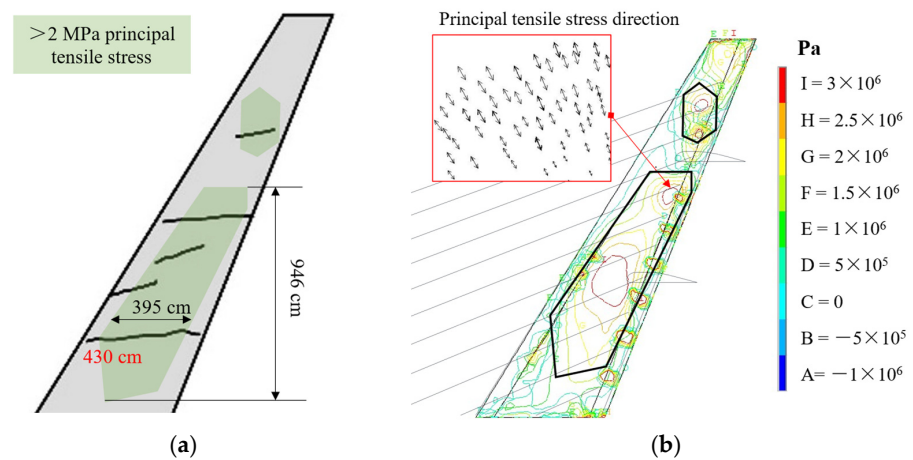 >2 MPa principal
tensile stress
395 cm
430 cm
946 cm
(a)
Principal tensile stress direction
E F I
Pa
I = 3×10⁶
H = 2.5×10⁶
G = 2×10⁶
F = 1.5×10⁶
E = 1×10⁶
D = 5×10⁵
C = 0
B = −5×10⁵
A= −1×10⁶
(b)